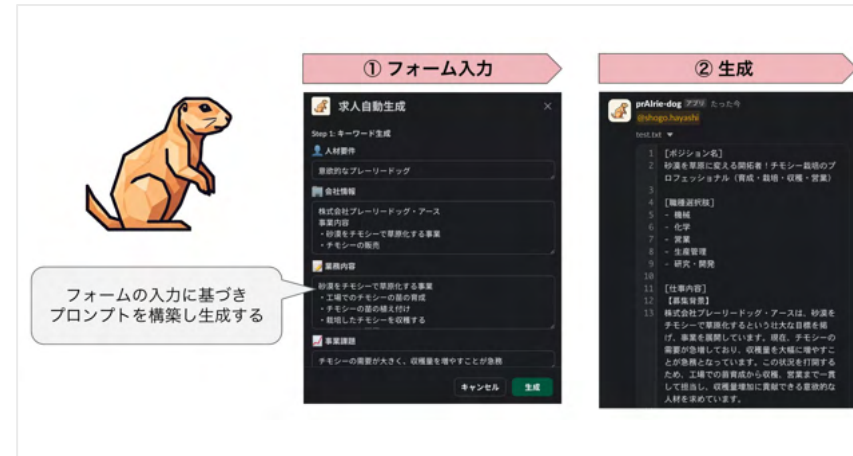 ① フォーム入力
求人自動生成
×
Step 1: キーワード生成
人材要件
意欲的なプレーリードッグ
会社情報
株式会社プレーリードッグ・アース
事業内容
・砂漠をチモシーで草原化する事業
・チモシーの販売
業務内容
砂漠をチモシーで草原化する事業
・工場でのチモシーの苗の育成
・チモシーの苗の植え付け
・栽培したチモシーを収穫する
事業課題
チモシーの需要が大きく、収穫量を増やすことが急務
キャンセル
生成
フォームの入力に基づき
プロンプトを構築し生成する
② 生成
prAIrie-dog アプリ たった今
@shogo.hayashi
test.txt
1 [ポジション名]
2 砂漠を草原に変える開拓者！チモシー栽培のプ
ロフェッショナル（育成・栽培・収穫・営業）
3
4 [職種選択肢]
5 - 機械
6 - 化学
7 - 営業
8 - 生産管理
9 - 研究・開発
10
11 [仕事内容]
12 【募集背景】
13 株式会社プレーリードッグ・アースは、砂漠を
チモシーで草原化するという壮大な目標を掲
げ、事業を展開しています。現在、チモシーの
需要が急増しており、収穫量を大幅に増やすこ
とが急務となっています。この状況を打開する
ため、工場での苗育成から収穫、営業まで一貫
して担当し、収穫量増加に貢献できる意欲的な
人材を求めています。